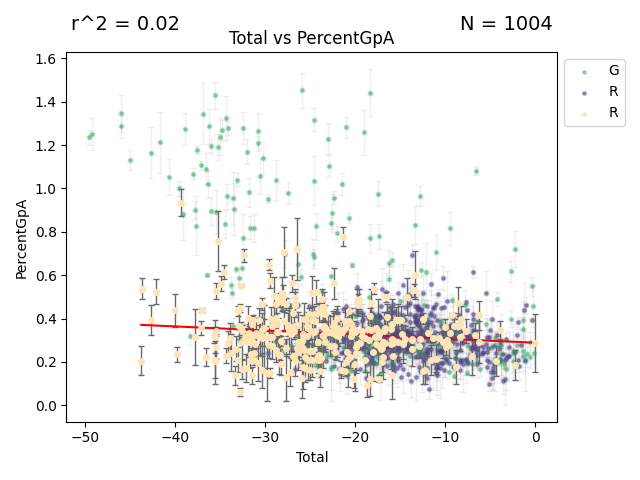 r^2 = 0.02
N = 1004
Total vs PercentGpA
G
R
R
PercentGpA
1.6
1.4
1.2
1.0
0.8
0.6
0.4
0.2
0.0
−50
−40
−30
−20
−10
0
Total